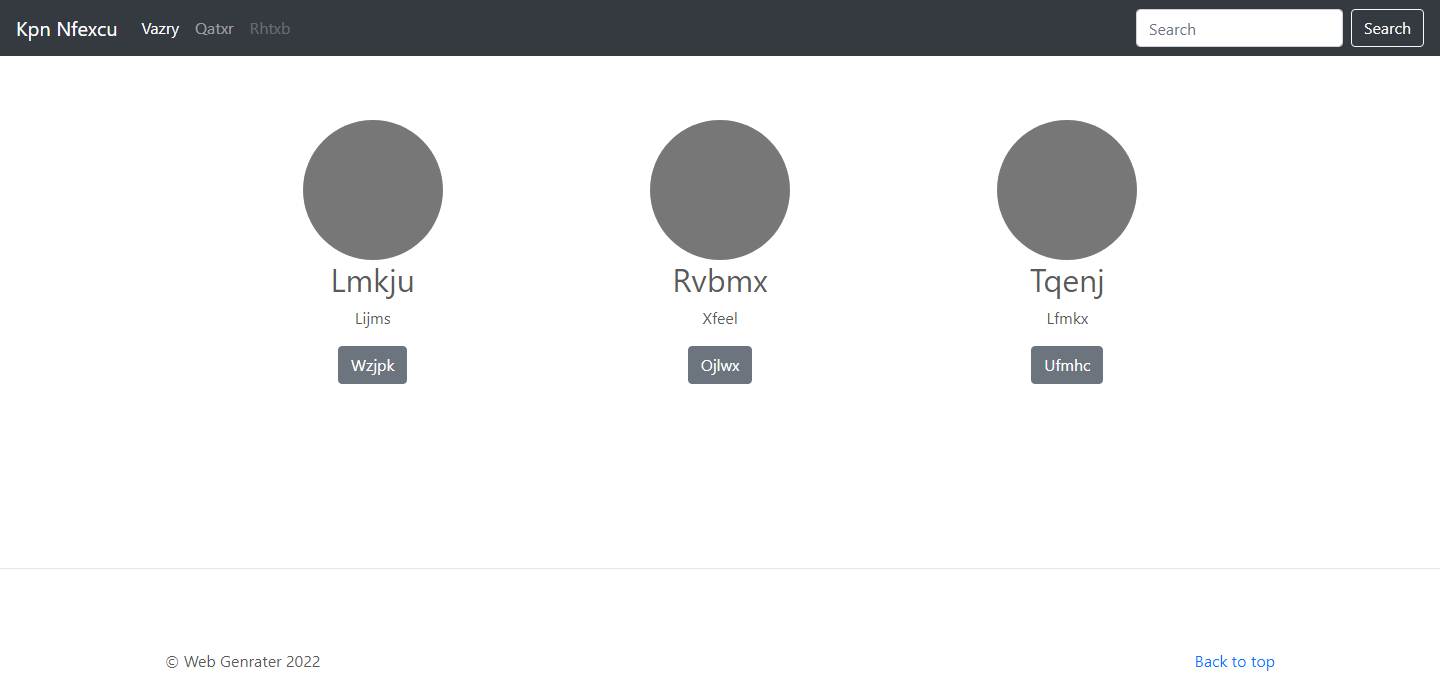 Kpn Nfexcu Vazry Qatxr Rhtxb Search Search
Lmkju Rvbmx Tqenj
Lijms Xfeel Lfmkx
Wzjpk Ojlwx Ufmhc
© Web Genrater 2022 Back to top